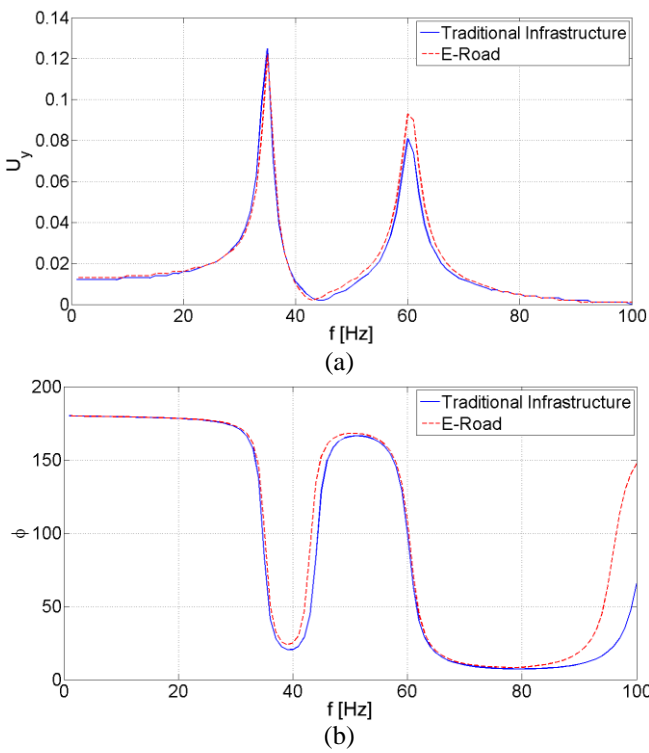 0.14
0.12
0.1
0.08
0.06
0.04
0.02
0
U_y
Traditional Infrastructure
E-Road
0 20 40 60 80 100
f [Hz]
(a)
200
150
100
50
0
ϕ
Traditional Infrastructure
E-Road
0 20 40 60 80 100
f [Hz]
(b)